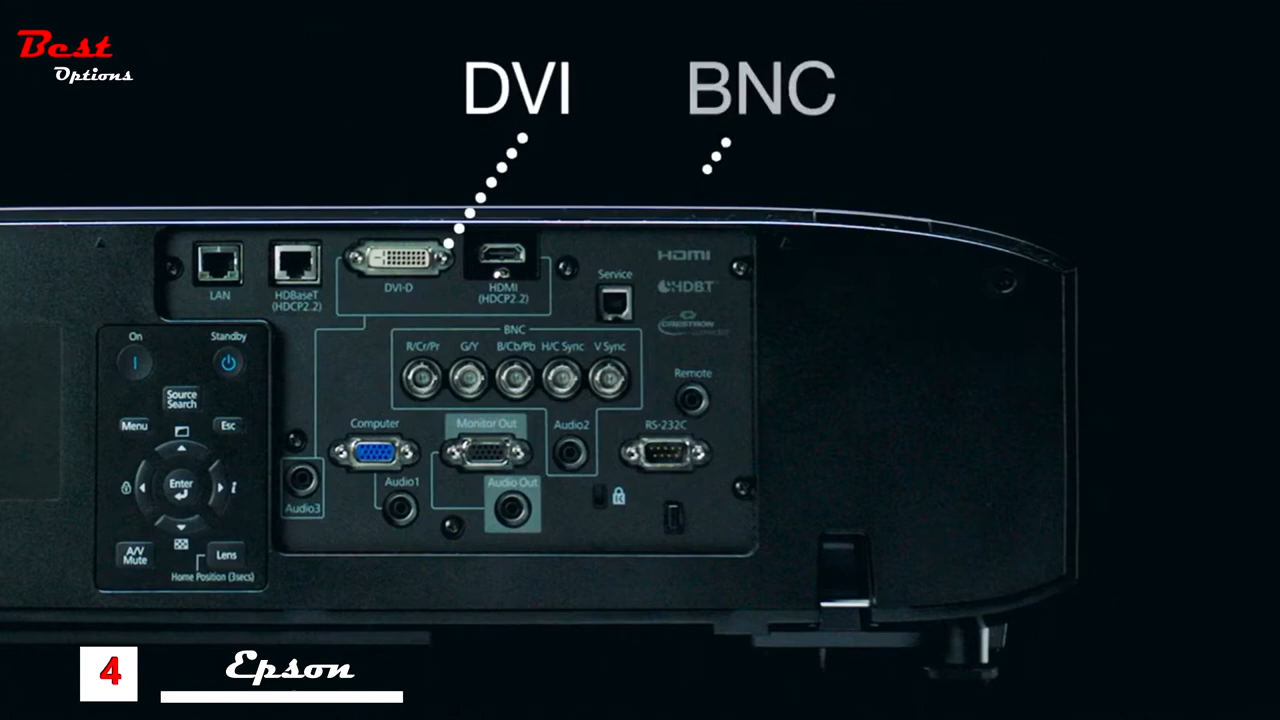 Best
Options
DVI
BNC
LAN
HDBaseT
(HDCP2.2)
DVI-D
HDMI
(HDCP2.2)
Service
HDMI
HDBT
CRESTRON
BNC
R/Cr/Pr
G/Y
B/Cb/Pb
H/C Sync
V Sync
Remote
On
Standby
Source
Search
Menu
Esc
Enter
i
A/V
Mute
Lens
Home Position (3secs)
Computer
Monitor Out
Audio2
RS-232C
Audio3
Audio1
Audio Out
4
Epson